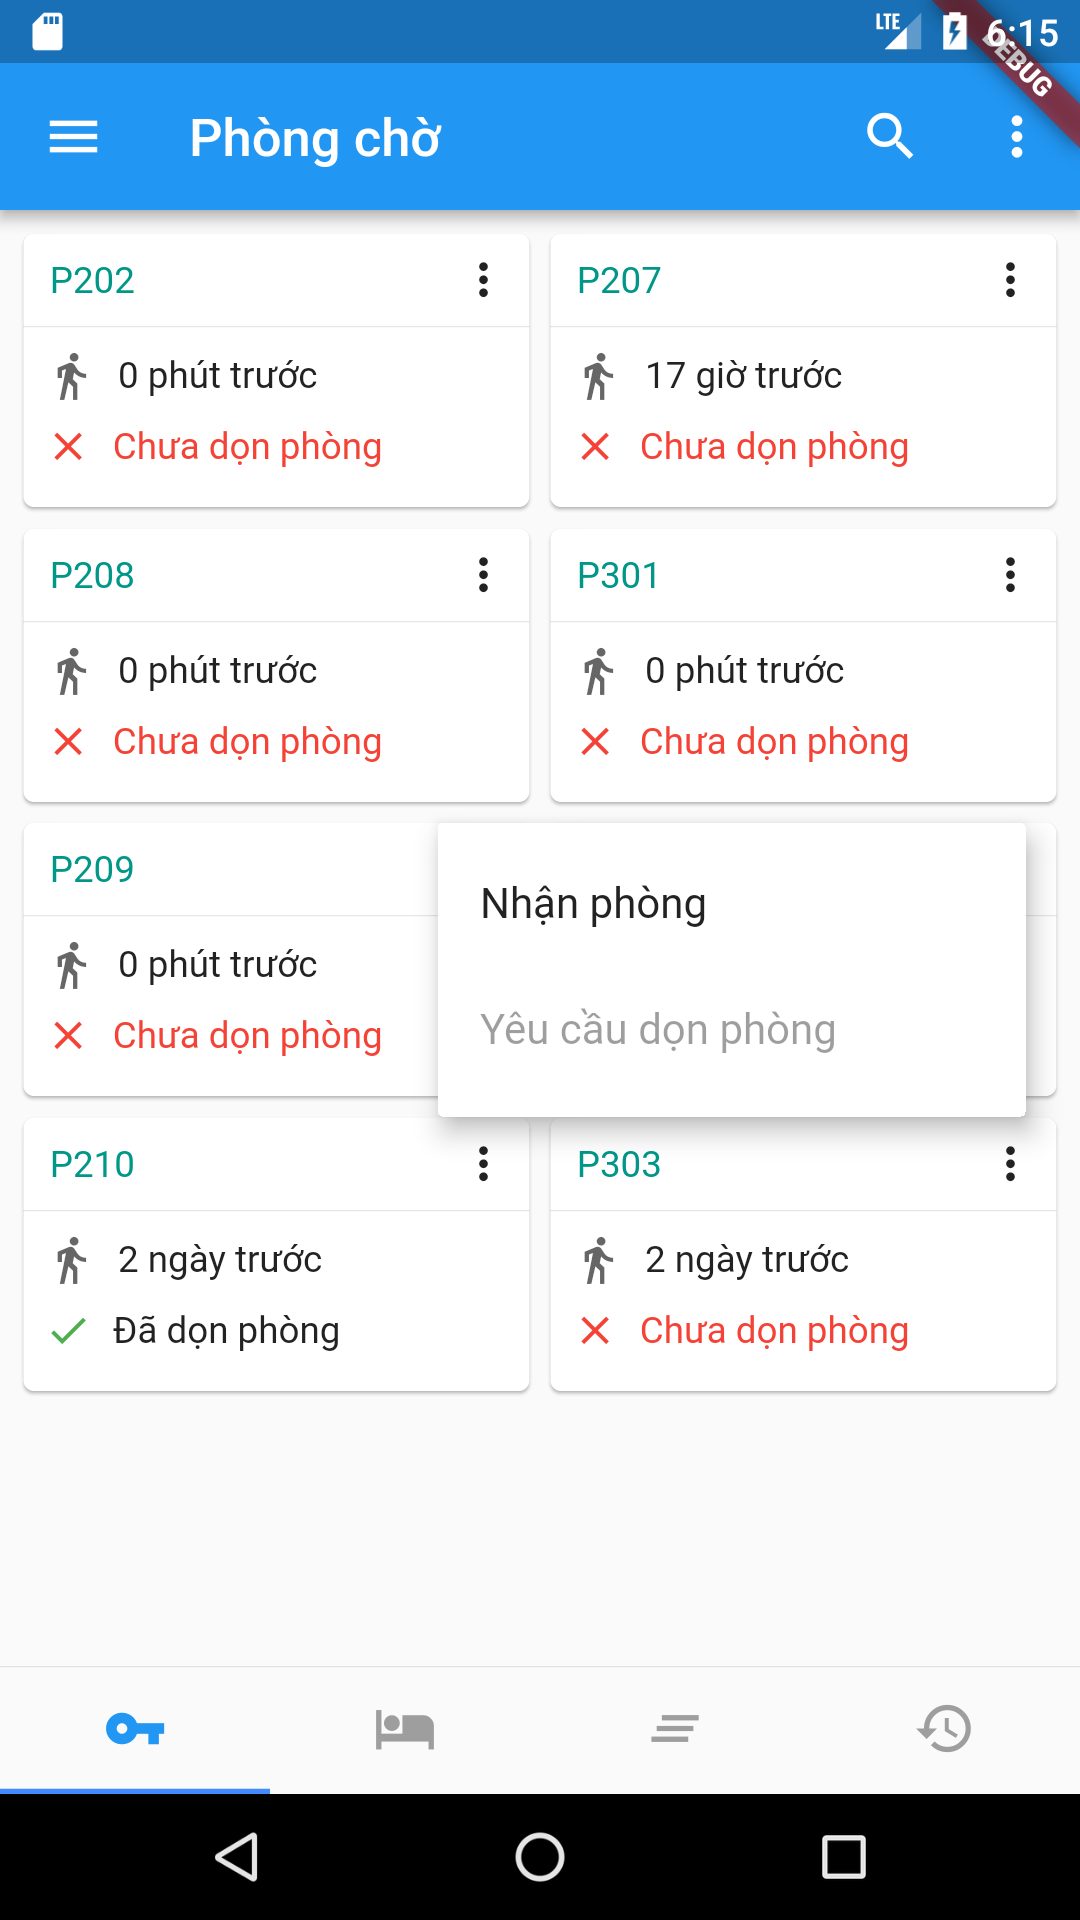 LTE 6:15
DEBUG
Phòng chờ
P202
0 phút trước
Chưa dọn phòng
P207
17 giờ trước
Chưa dọn phòng
P208
0 phút trước
Chưa dọn phòng
P301
0 phút trước
Chưa dọn phòng
P209
0 phút trước
Chưa dọn phòng
Nhận phòng
Yêu cầu dọn phòng
P210
2 ngày trước
Đã dọn phòng
P303
2 ngày trước
Chưa dọn phòng